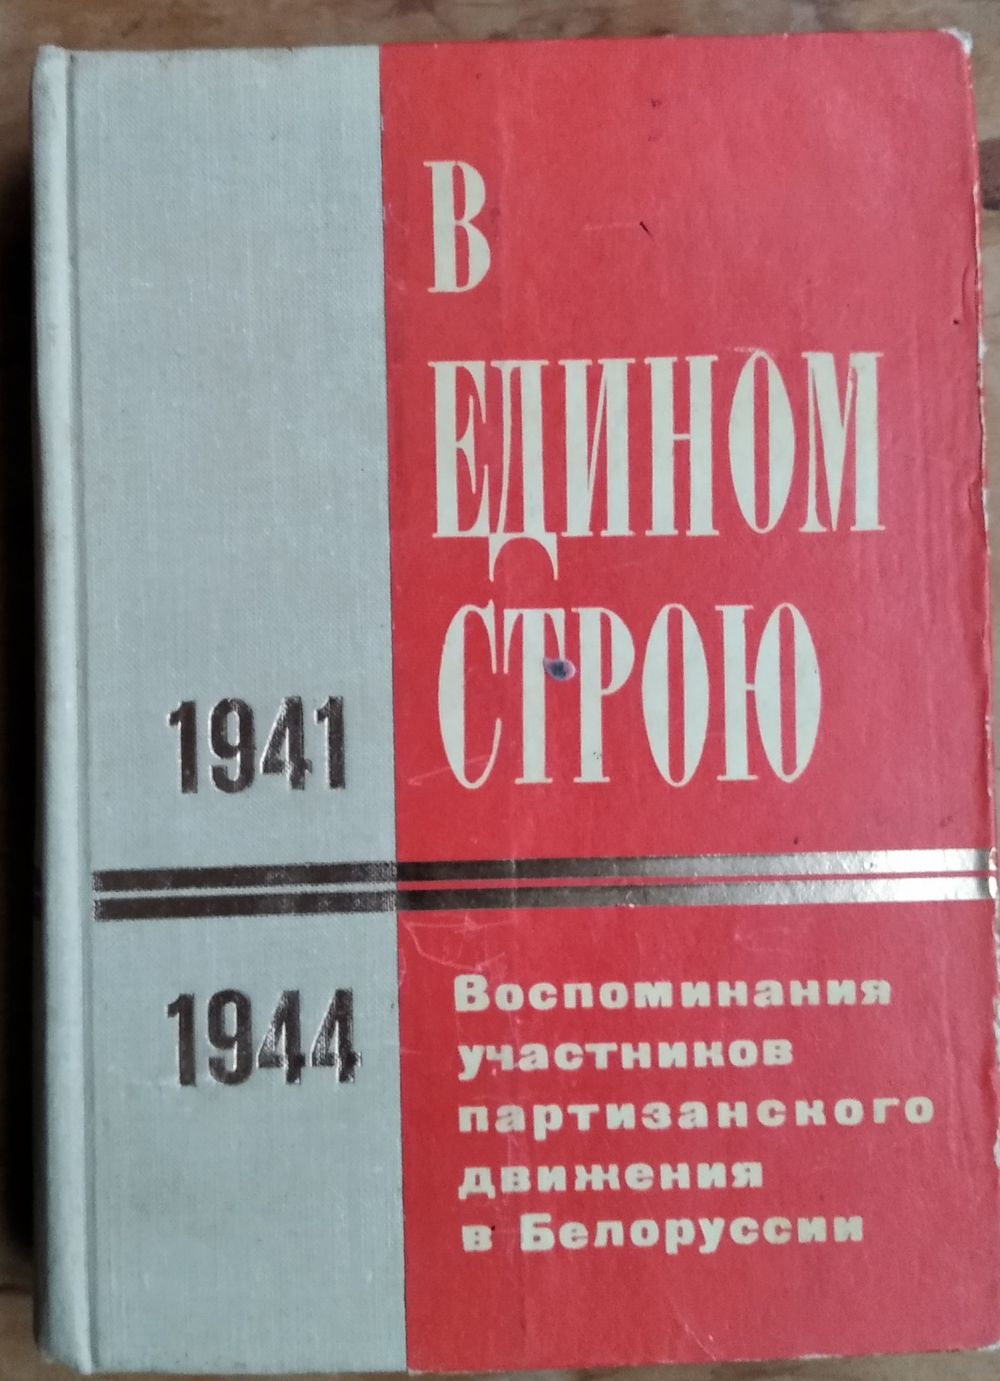 В
ЕДИНОМ
СТРОЮ
1941
1944
Воспоминания
участников
партизанского
движения
в Белоруссии